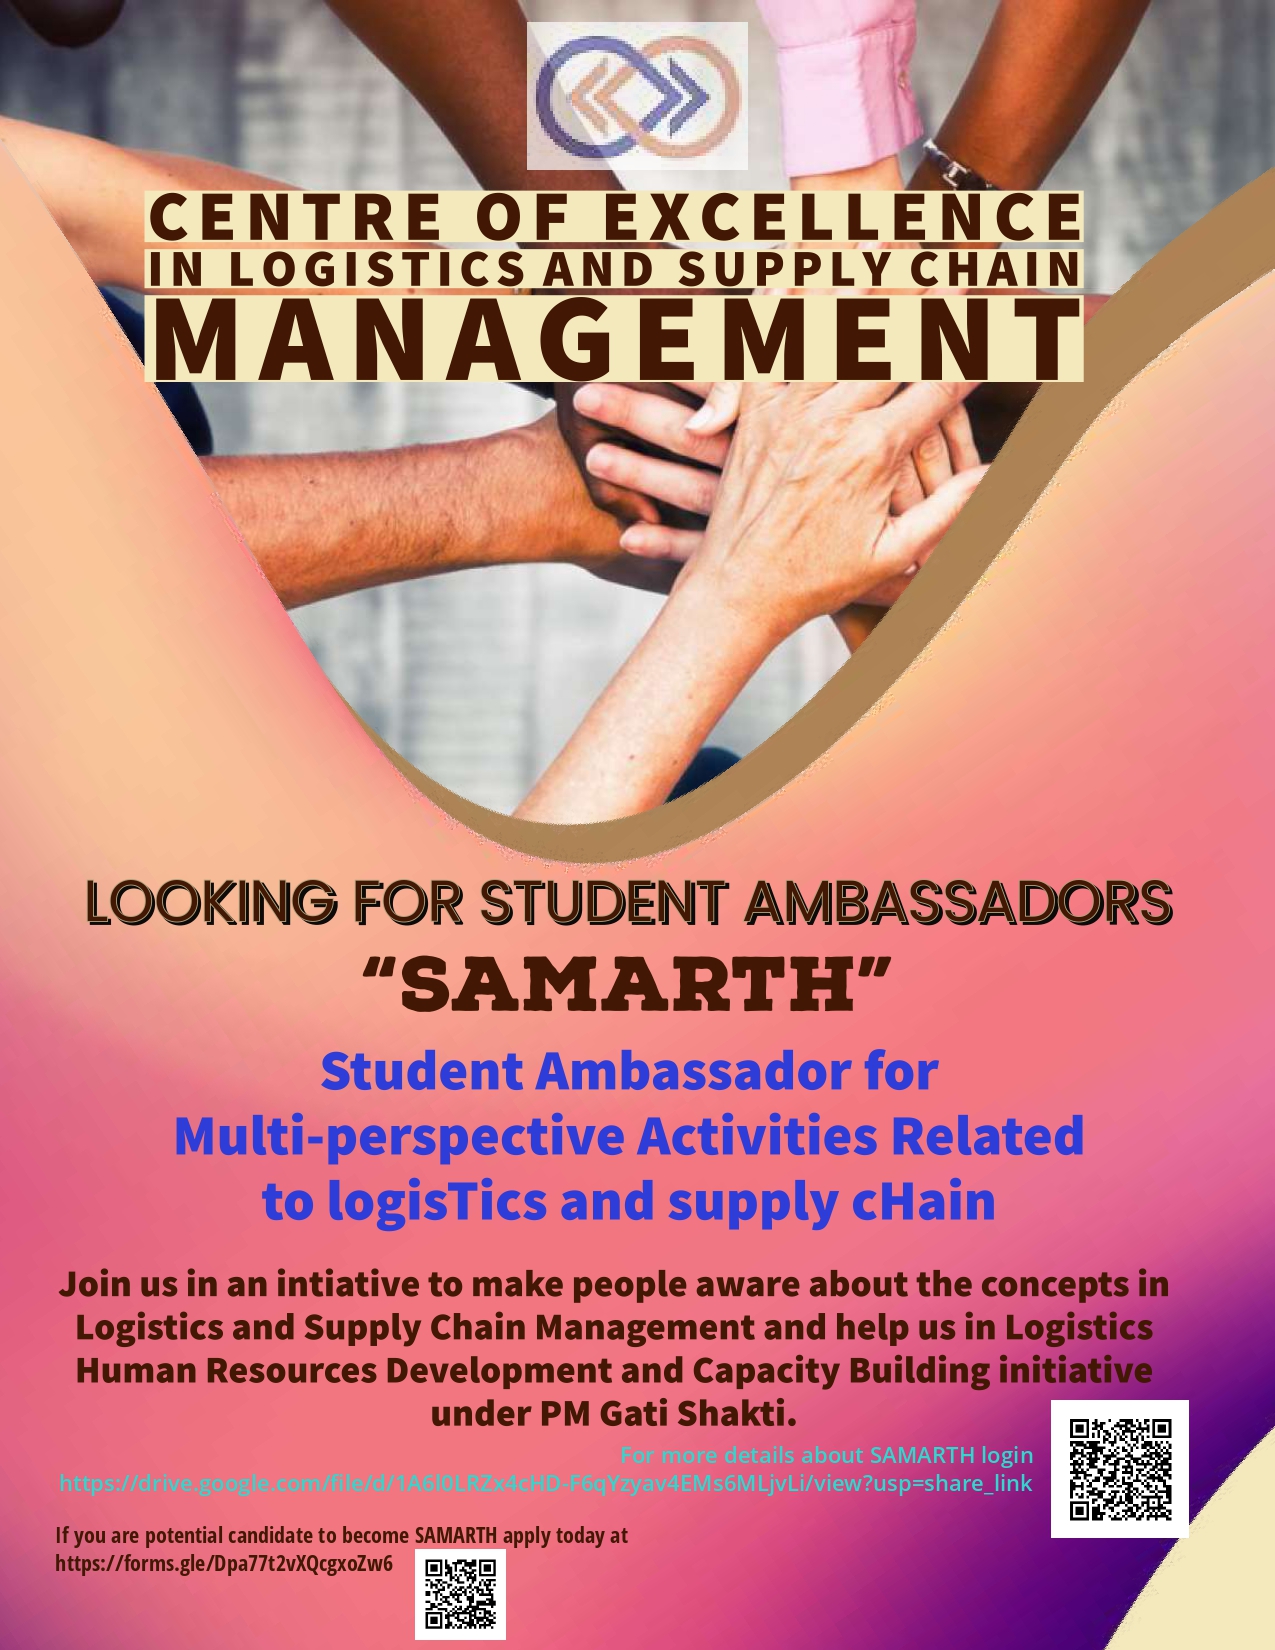 CENTRE OF EXCELLENCE
IN LOGISTICS AND SUPPLY CHAIN
MANAGEMENT
LOOKING FOR STUDENT AMBASSADORS
"SAMARTH"
Student Ambassador for
Multi-perspective Activities Related
to logisTics and supply cHain
Join us in an intiative to make people aware about the concepts in
Logistics and Supply Chain Management and help us in Logistics
Human Resources Development and Capacity Building initiative
under PM Gati Shakti.
For more details about SAMARTH login
https://drive.google.com/file/d/1A6l0LRZx4cHD-F6qYzyav4EMs6MLjvLi/view?usp=share_link
If you are potential candidate to become SAMARTH apply today at
https://forms.gle/Dpa77t2vXQcgxoZw6